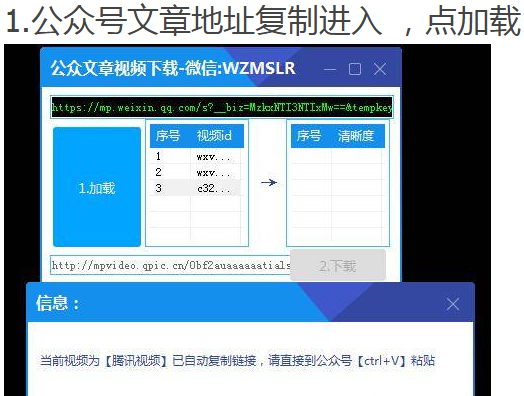 1.公众号文章地址复制进入 ，点加载
公众文章视频下载-微信:WZMSLR
https://mp.weixin.qq.com/s?__biz=MzkxNTI3NTIxMw==&tempkey
序号 视频id
序号 清晰度
1 wxv...
2 wxv...
3 c32...
1.加载
http://mpvideo.qpic.cn/0bf2auaaaaaatials
2.下载
信息：
当前视频为【腾讯视频】已自动复制链接，请直接到公众号【ctrl+V】粘贴